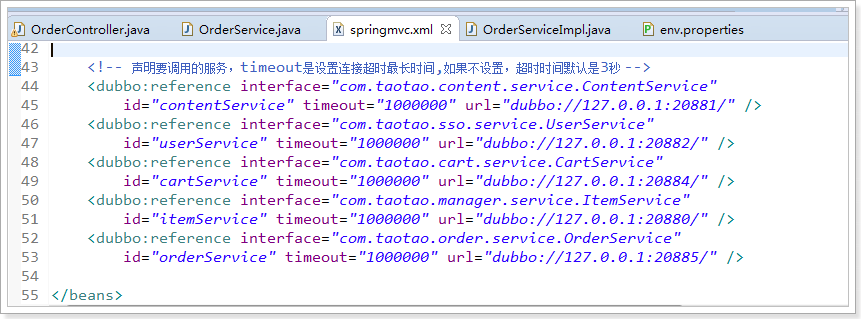 OrderController.java OrderService.java springmvc.xml OrderServiceImpl.java env.properties
42
43 <!-- 声明要调用的服务，timeout是设置连接超时最长时间,如果不设置，超时时间默认是3秒 -->
44 <dubbo:reference interface="com.taotao.content.service.ContentService"
45 id="contentService" timeout="1000000" url="dubbo://127.0.0.1:20881/" />
46 <dubbo:reference interface="com.taotao.sso.service.UserService"
47 id="userService" timeout="1000000" url="dubbo://127.0.0.1:20882/" />
48 <dubbo:reference interface="com.taotao.cart.service.CartService"
49 id="cartService" timeout="1000000" url="dubbo://127.0.0.1:20884/" />
50 <dubbo:reference interface="com.taotao.manager.service.ItemService"
51 id="itemService" timeout="1000000" url="dubbo://127.0.0.1:20880/" />
52 <dubbo:reference interface="com.taotao.order.service.OrderService"
53 id="orderService" timeout="1000000" url="dubbo://127.0.0.1:20885/" />
54
55 </beans>